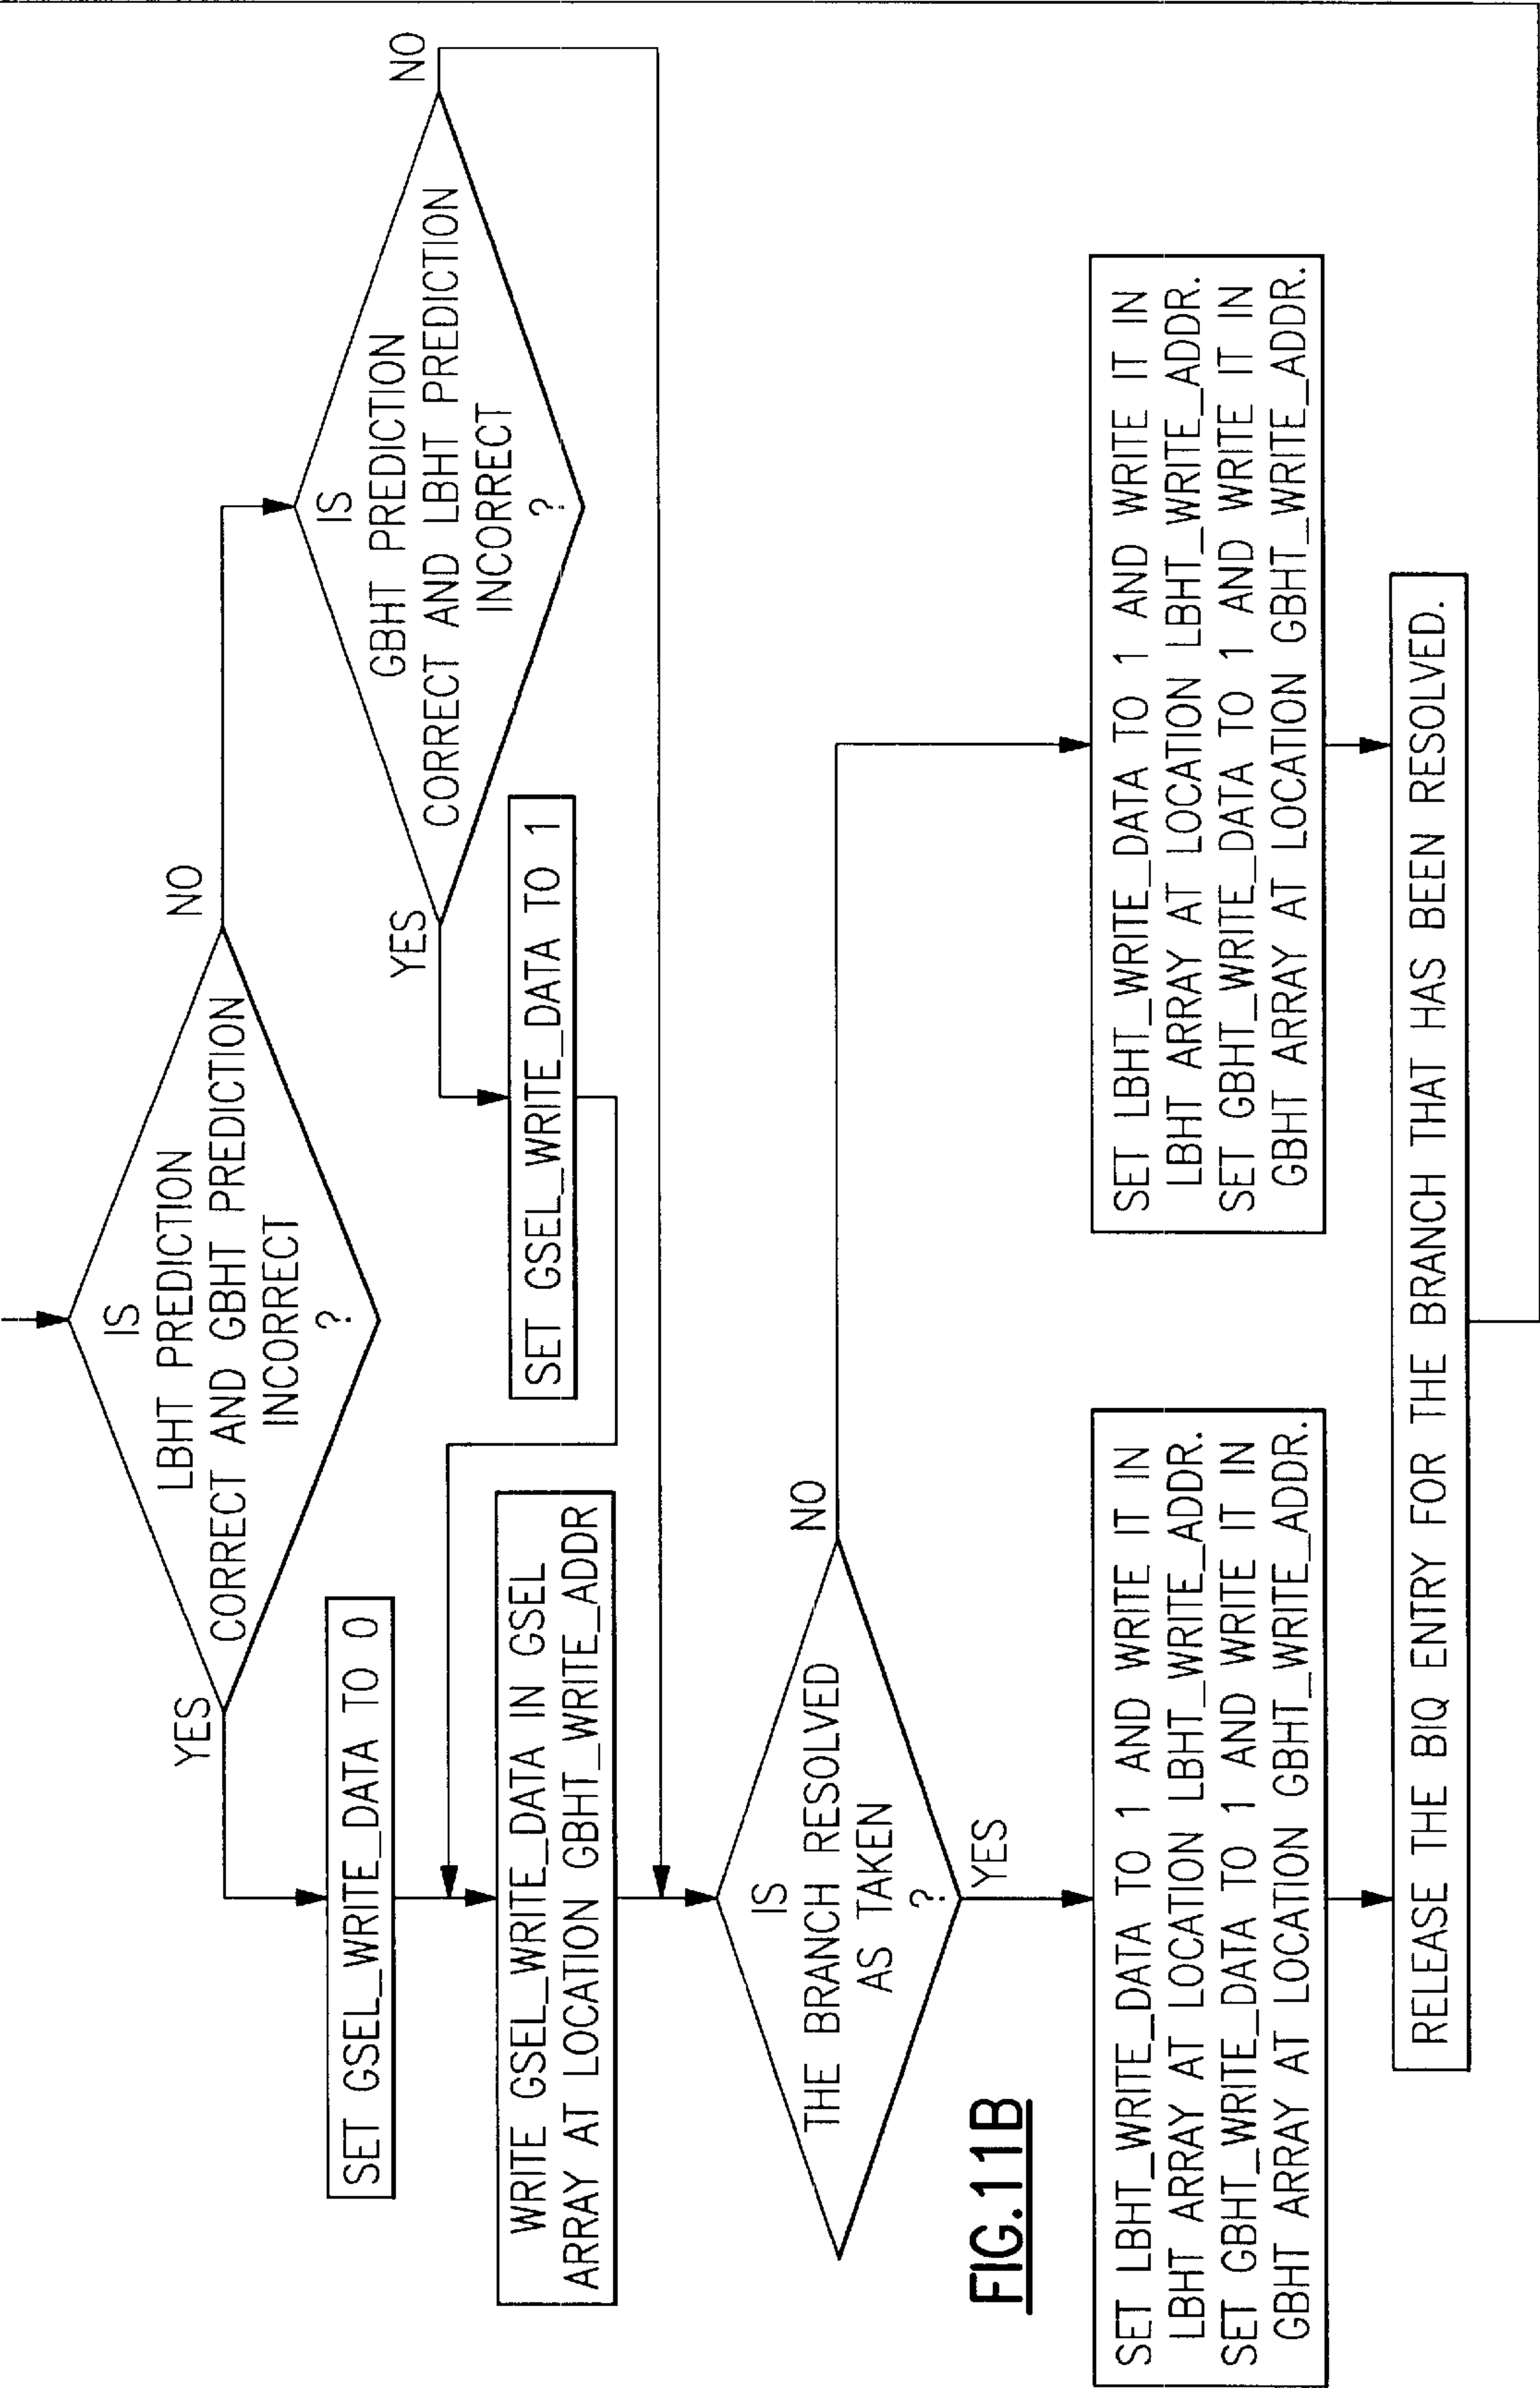 IS
LBHT PREDICTION
CORRECT AND GBHT PREDICTION
INCORRECT
?
YES
NO
SET GSEL_WRITE_DATA TO 0
IS
GBHT PREDICTION
CORRECT AND LBHT PREDICTION
INCORRECT
?
YES
NO
SET GSEL_WRITE_DATA TO 1
WRITE GSEL_WRITE_DATA IN GSEL
ARRAY AT LOCATION GBHT_WRITE_ADDR
IS
THE BRANCH RESOLVED
AS TAKEN
?
NO
YES
FIG.11B
SET LBHT_WRITE_DATA TO 1 AND WRITE IT IN
LBHT ARRAY AT LOCATION LBHT_WRITE_ADDR.
SET GBHT_WRITE_DATA TO 1 AND WRITE IT IN
GBHT ARRAY AT LOCATION GBHT_WRITE_ADDR.
SET LBHT_WRITE_DATA TO 1 AND WRITE IT IN
LBHT ARRAY AT LOCATION LBHT_WRITE_ADDR.
SET GBHT_WRITE_DATA TO 1 AND WRITE IT IN
GBHT ARRAY AT LOCATION GBHT_WRITE_ADDR.
RELEASE THE BIQ ENTRY FOR THE BRANCH THAT HAS BEEN RESOLVED.